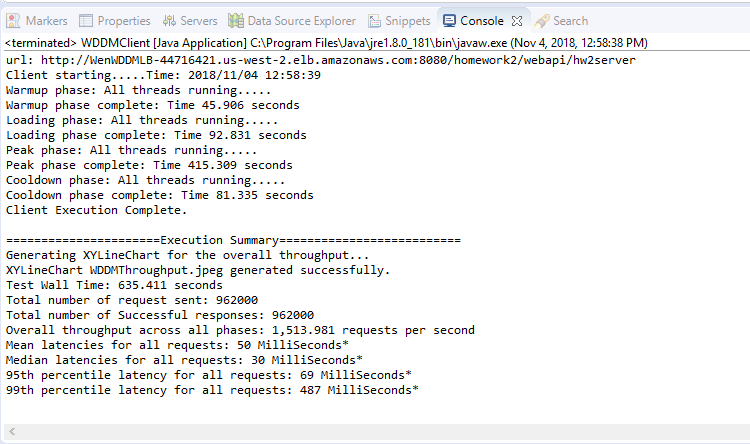 Markers Properties Servers Data Source Explorer Snippets Console Search
<terminated> WDDMClient [Java Application] C:\Program Files\Java\jre1.8.0_181\bin\javaw.exe (Nov 4, 2018, 12:58:38 PM)
url: http://WenWDDMLB-44716421.us-west-2.elb.amazonaws.com:8080/homework2/webapi/hw2server
Client starting.....Time: 2018/11/04 12:58:39
Warmup phase: All threads running.....
Warmup phase complete: Time 45.906 seconds
Loading phase: All threads running.....
Loading phase complete: Time 92.831 seconds
Peak phase: All threads running.....
Peak phase complete: Time 415.309 seconds
Cooldown phase: All threads running.....
Cooldown phase complete: Time 81.335 seconds
Client Execution Complete.
======================Execution Summary==========================
Generating XYLineChart for the overall throughput...
XYLineChart WDDMThroughput.jpeg generated successfully.
Test Wall Time: 635.411 seconds
Total number of request sent: 962000
Total number of Successful responses: 962000
Overall throughput across all phases: 1,513.981 requests per second
Mean latencies for all requests: 50 MilliSeconds*
Median latencies for all requests: 30 MilliSeconds*
95th percentile latency for all requests: 69 MilliSeconds*
99th percentile latency for all requests: 487 MilliSeconds*